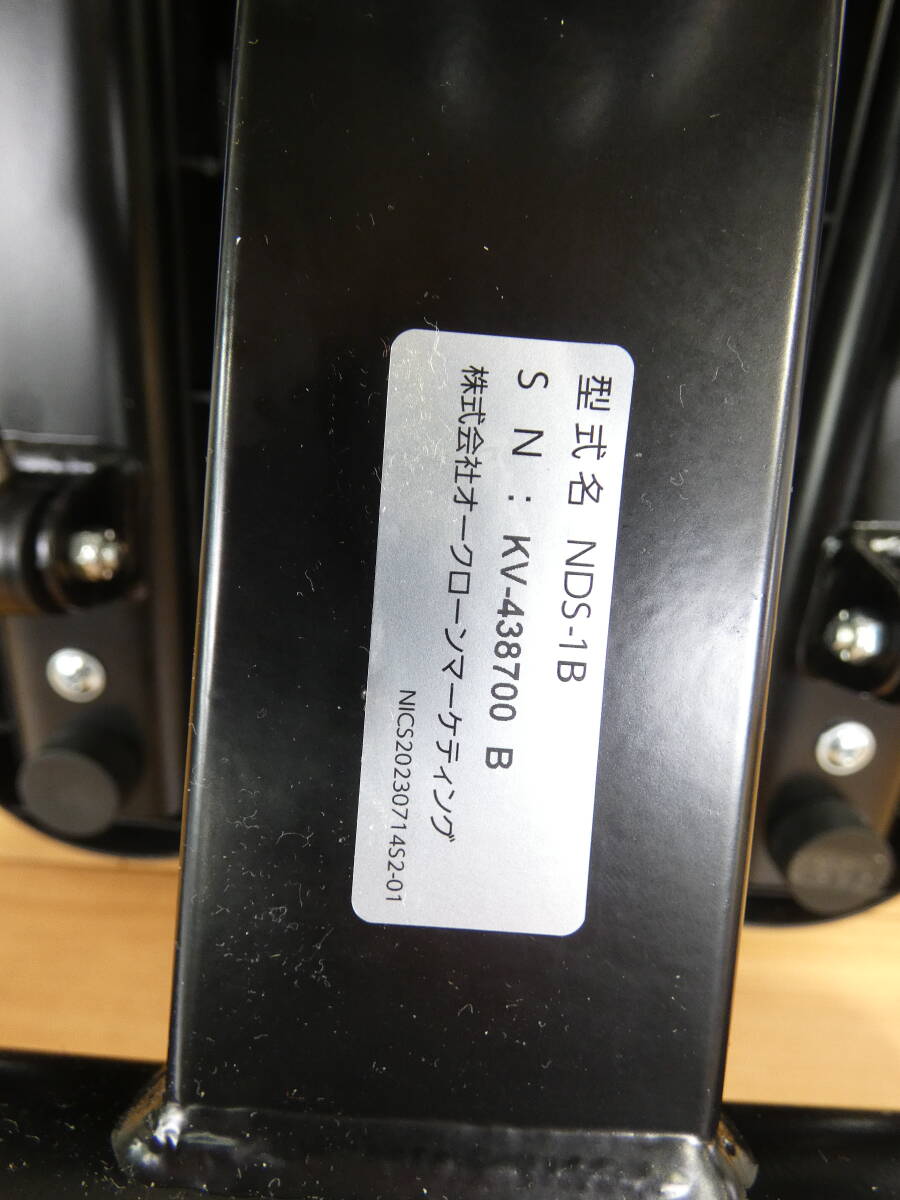 型式名 NDS-1B
S N : KV-438700 B
株式会社オークローンマーケティング
NICS20230714S2-01